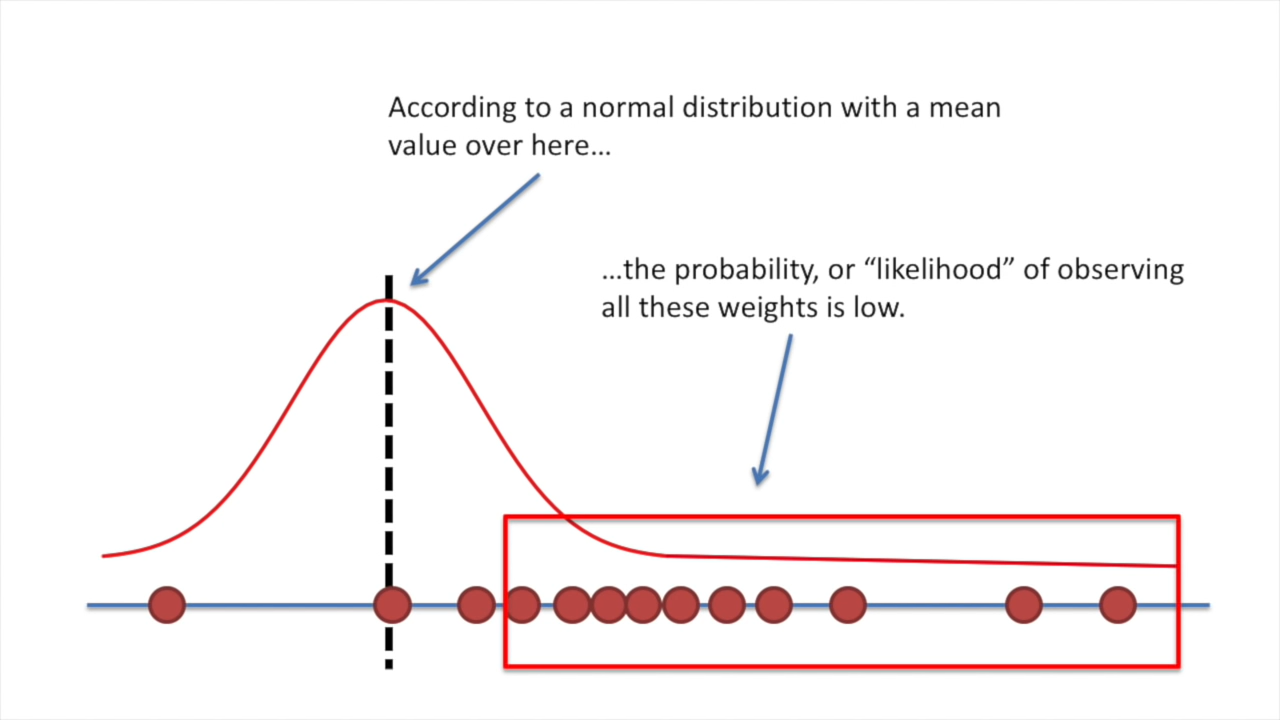 According to a normal distribution with a mean
value over here…
…the probability, or “likelihood” of observing
all these weights is low.